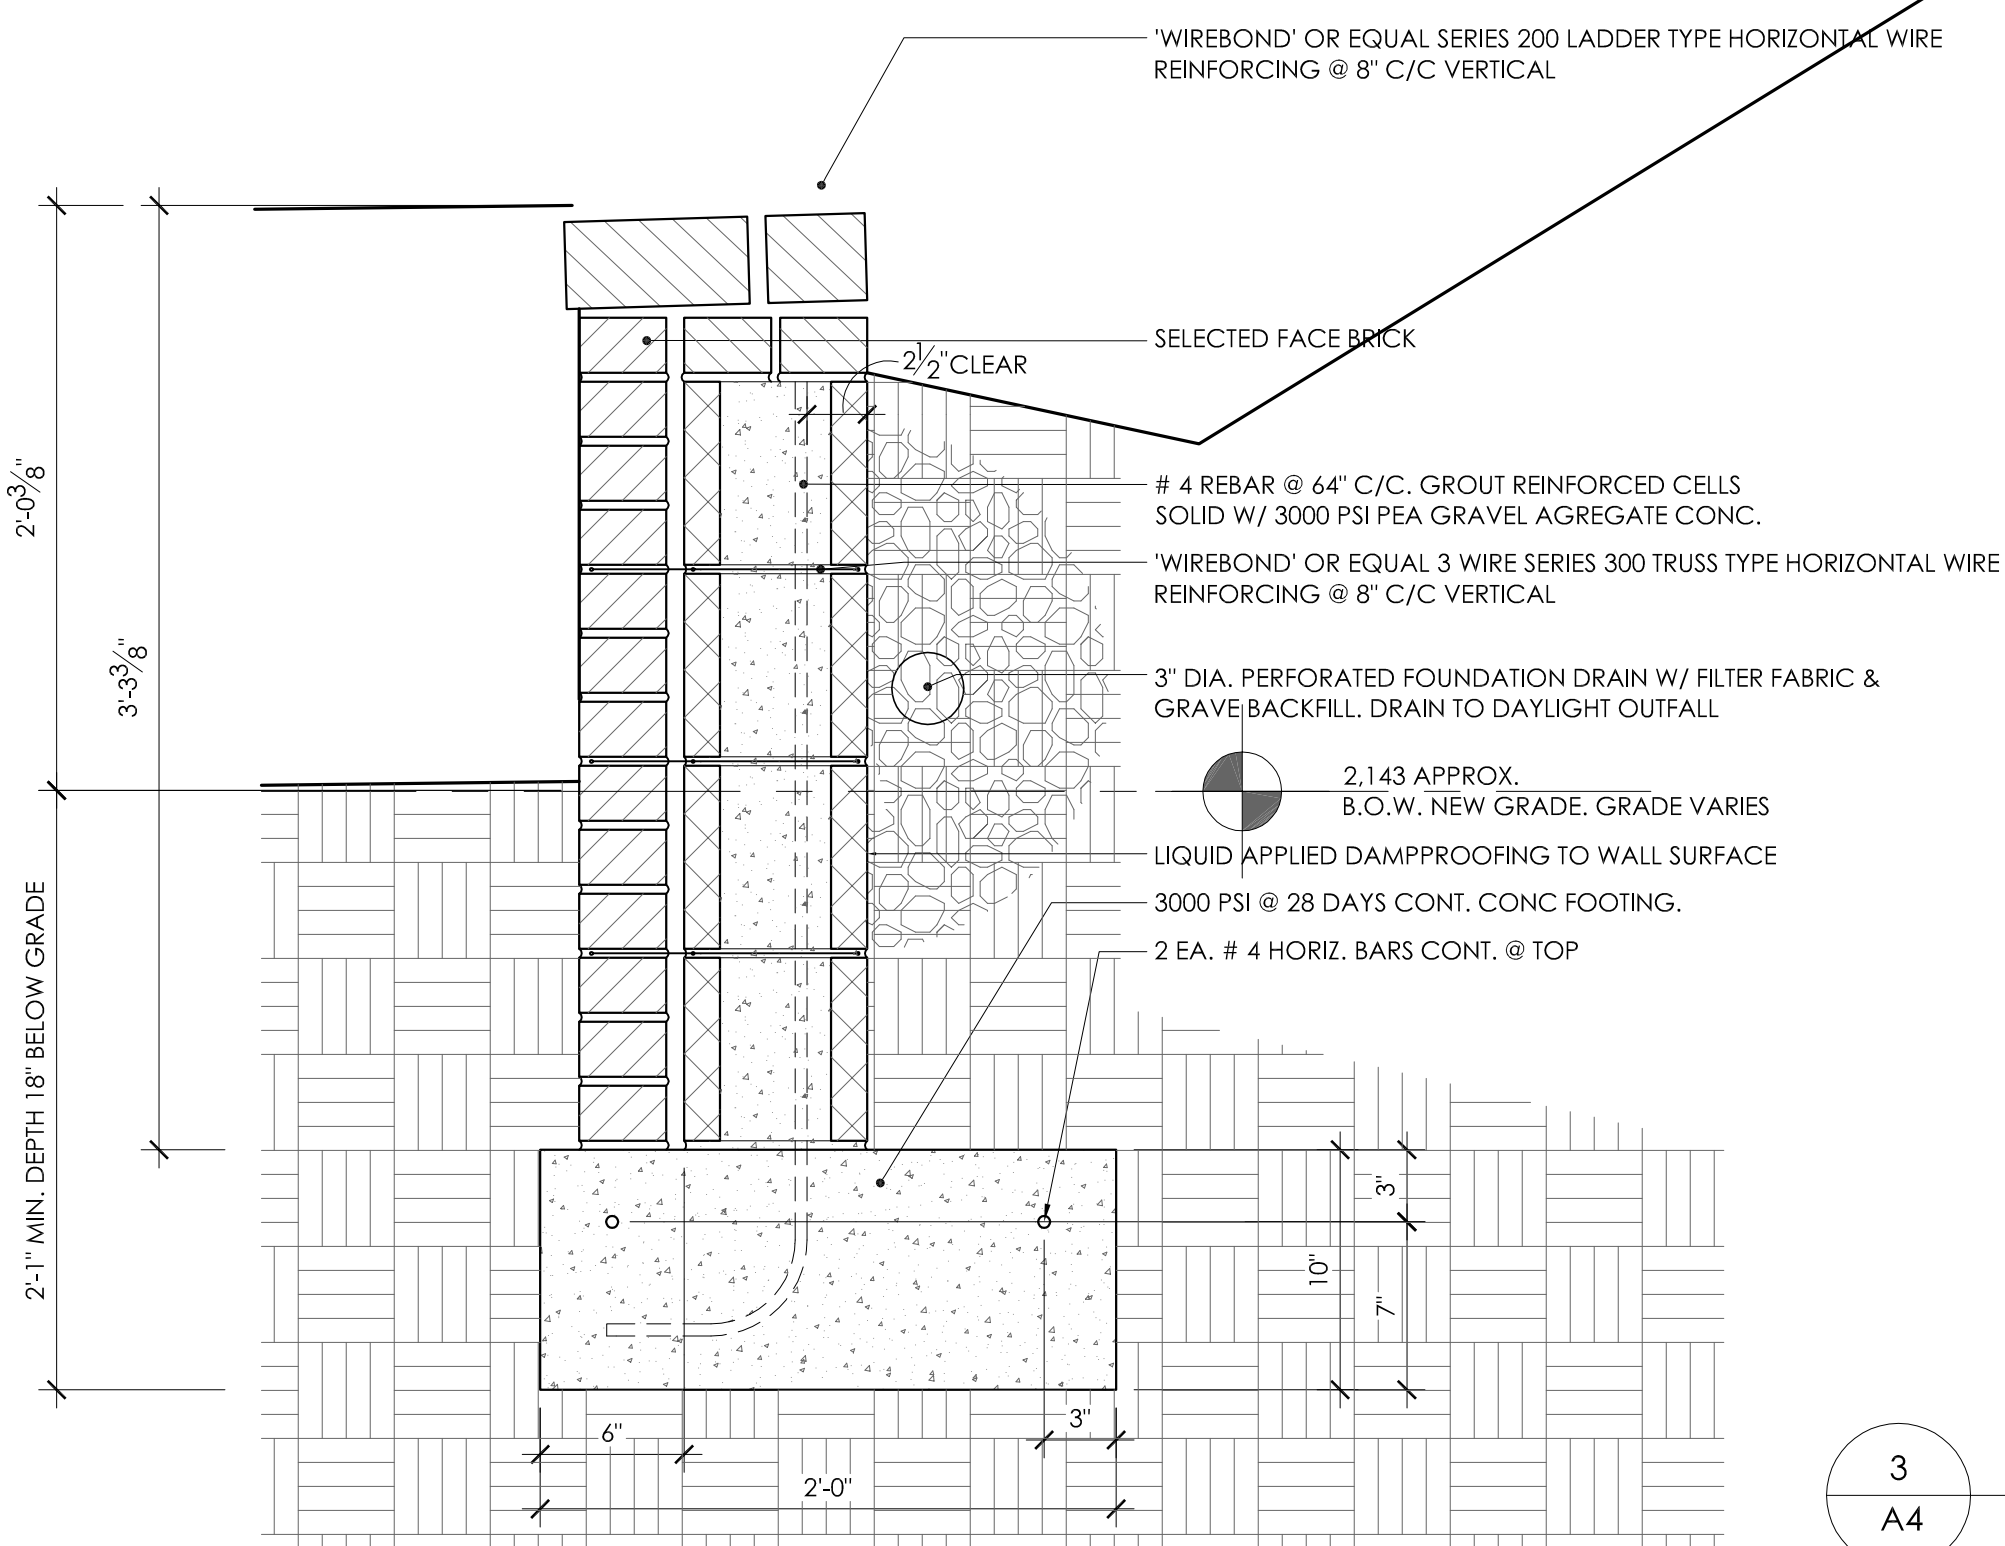 'WIREBOND' OR EQUAL SERIES 200 LADDER TYPE HORIZONTAL WIRE
REINFORCING @ 8" C/C VERTICAL
SELECTED FACE BRICK
2½" CLEAR
# 4 REBAR @ 64" C/C. GROUT REINFORCED CELLS
SOLID W/ 3000 PSI PEA GRAVEL AGREGATE CONC.
'WIREBOND' OR EQUAL 3 WIRE SERIES 300 TRUSS TYPE HORIZONTAL WIRE
REINFORCING @ 8" C/C VERTICAL
3" DIA. PERFORATED FOUNDATION DRAIN W/ FILTER FABRIC &
GRAVE BACKFILL. DRAIN TO DAYLIGHT OUTFALL
2,143 APPROX.
B.O.W. NEW GRADE. GRADE VARIES
LIQUID APPLIED DAMPPROOFING TO WALL SURFACE
3000 PSI @ 28 DAYS CONT. CONC FOOTING.
2 EA. # 4 HORIZ. BARS CONT. @ TOP
2'-0⅜"
3'-3⅜"
2'-1" MIN. DEPTH 18" BELOW GRADE
3"
10"
7"
6"
3"
2'-0"
3
A4